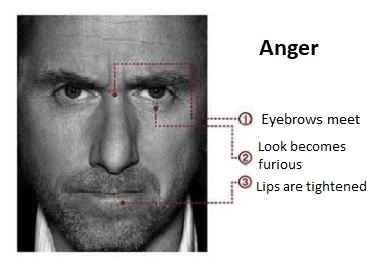 Anger
① Eyebrows meet
② Look becomes
furious
③ Lips are tightened